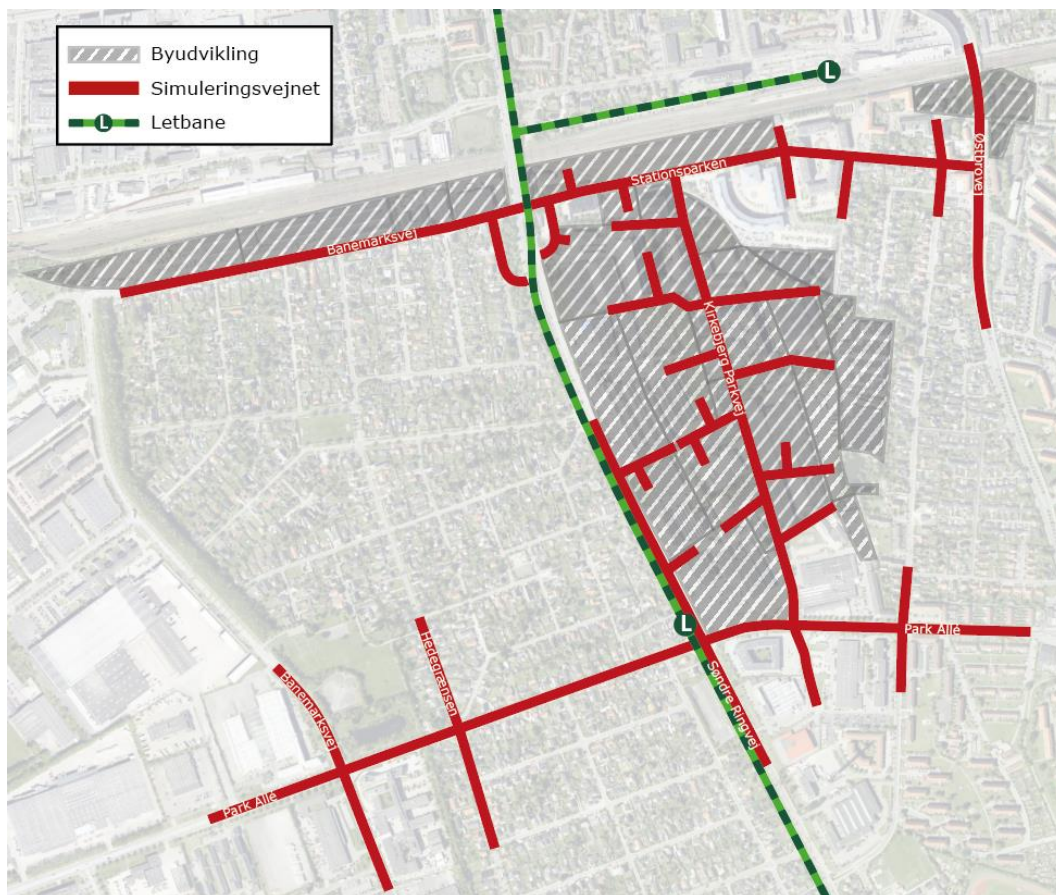 Byudvikling
Simuleringsvejnet
L
Letbane
L
Østbrovej
Stationsparken
Banemarksvej
Kirkebjerg Parkvej
L
Park Allé
Hedegrænsen
Søndre Ringvej
Banemarksvej
Park Allé